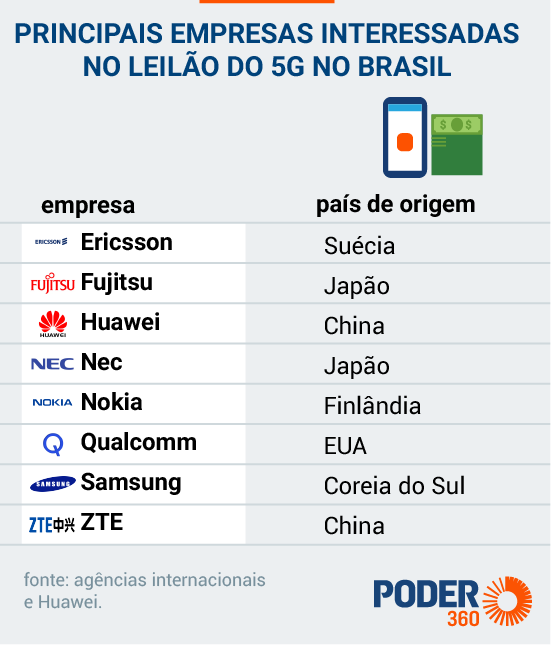 PRINCIPAIS EMPRESAS INTERESSADAS
NO LEILÃO DO 5G NO BRASIL
$ $
empresa país de origem
ERICSSON Ericsson Suécia
FUJITSU Fujitsu Japão
HUAWEI Huawei China
NEC Nec Japão
NOKIA Nokia Finlândia
Qualcomm EUA
SAMSUNG Samsung Coreia do Sul
ZTE中兴 ZTE China
fonte: agências internacionais
e Huawei.
PODER
360